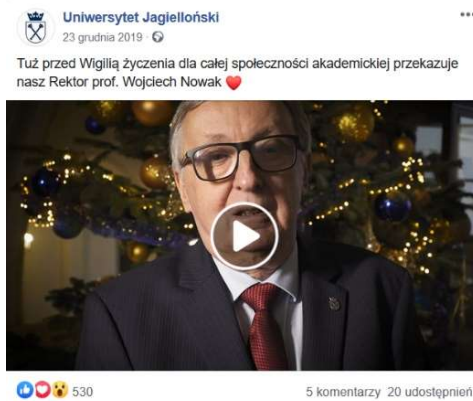 Uniwersytet Jagielloński
23 grudnia 2019 ·
Tuż przed Wigilią życzenia dla całej społeczności akademickiej przekazuje
nasz Rektor prof. Wojciech Nowak
530
5 komentarzy 20 udostępnień